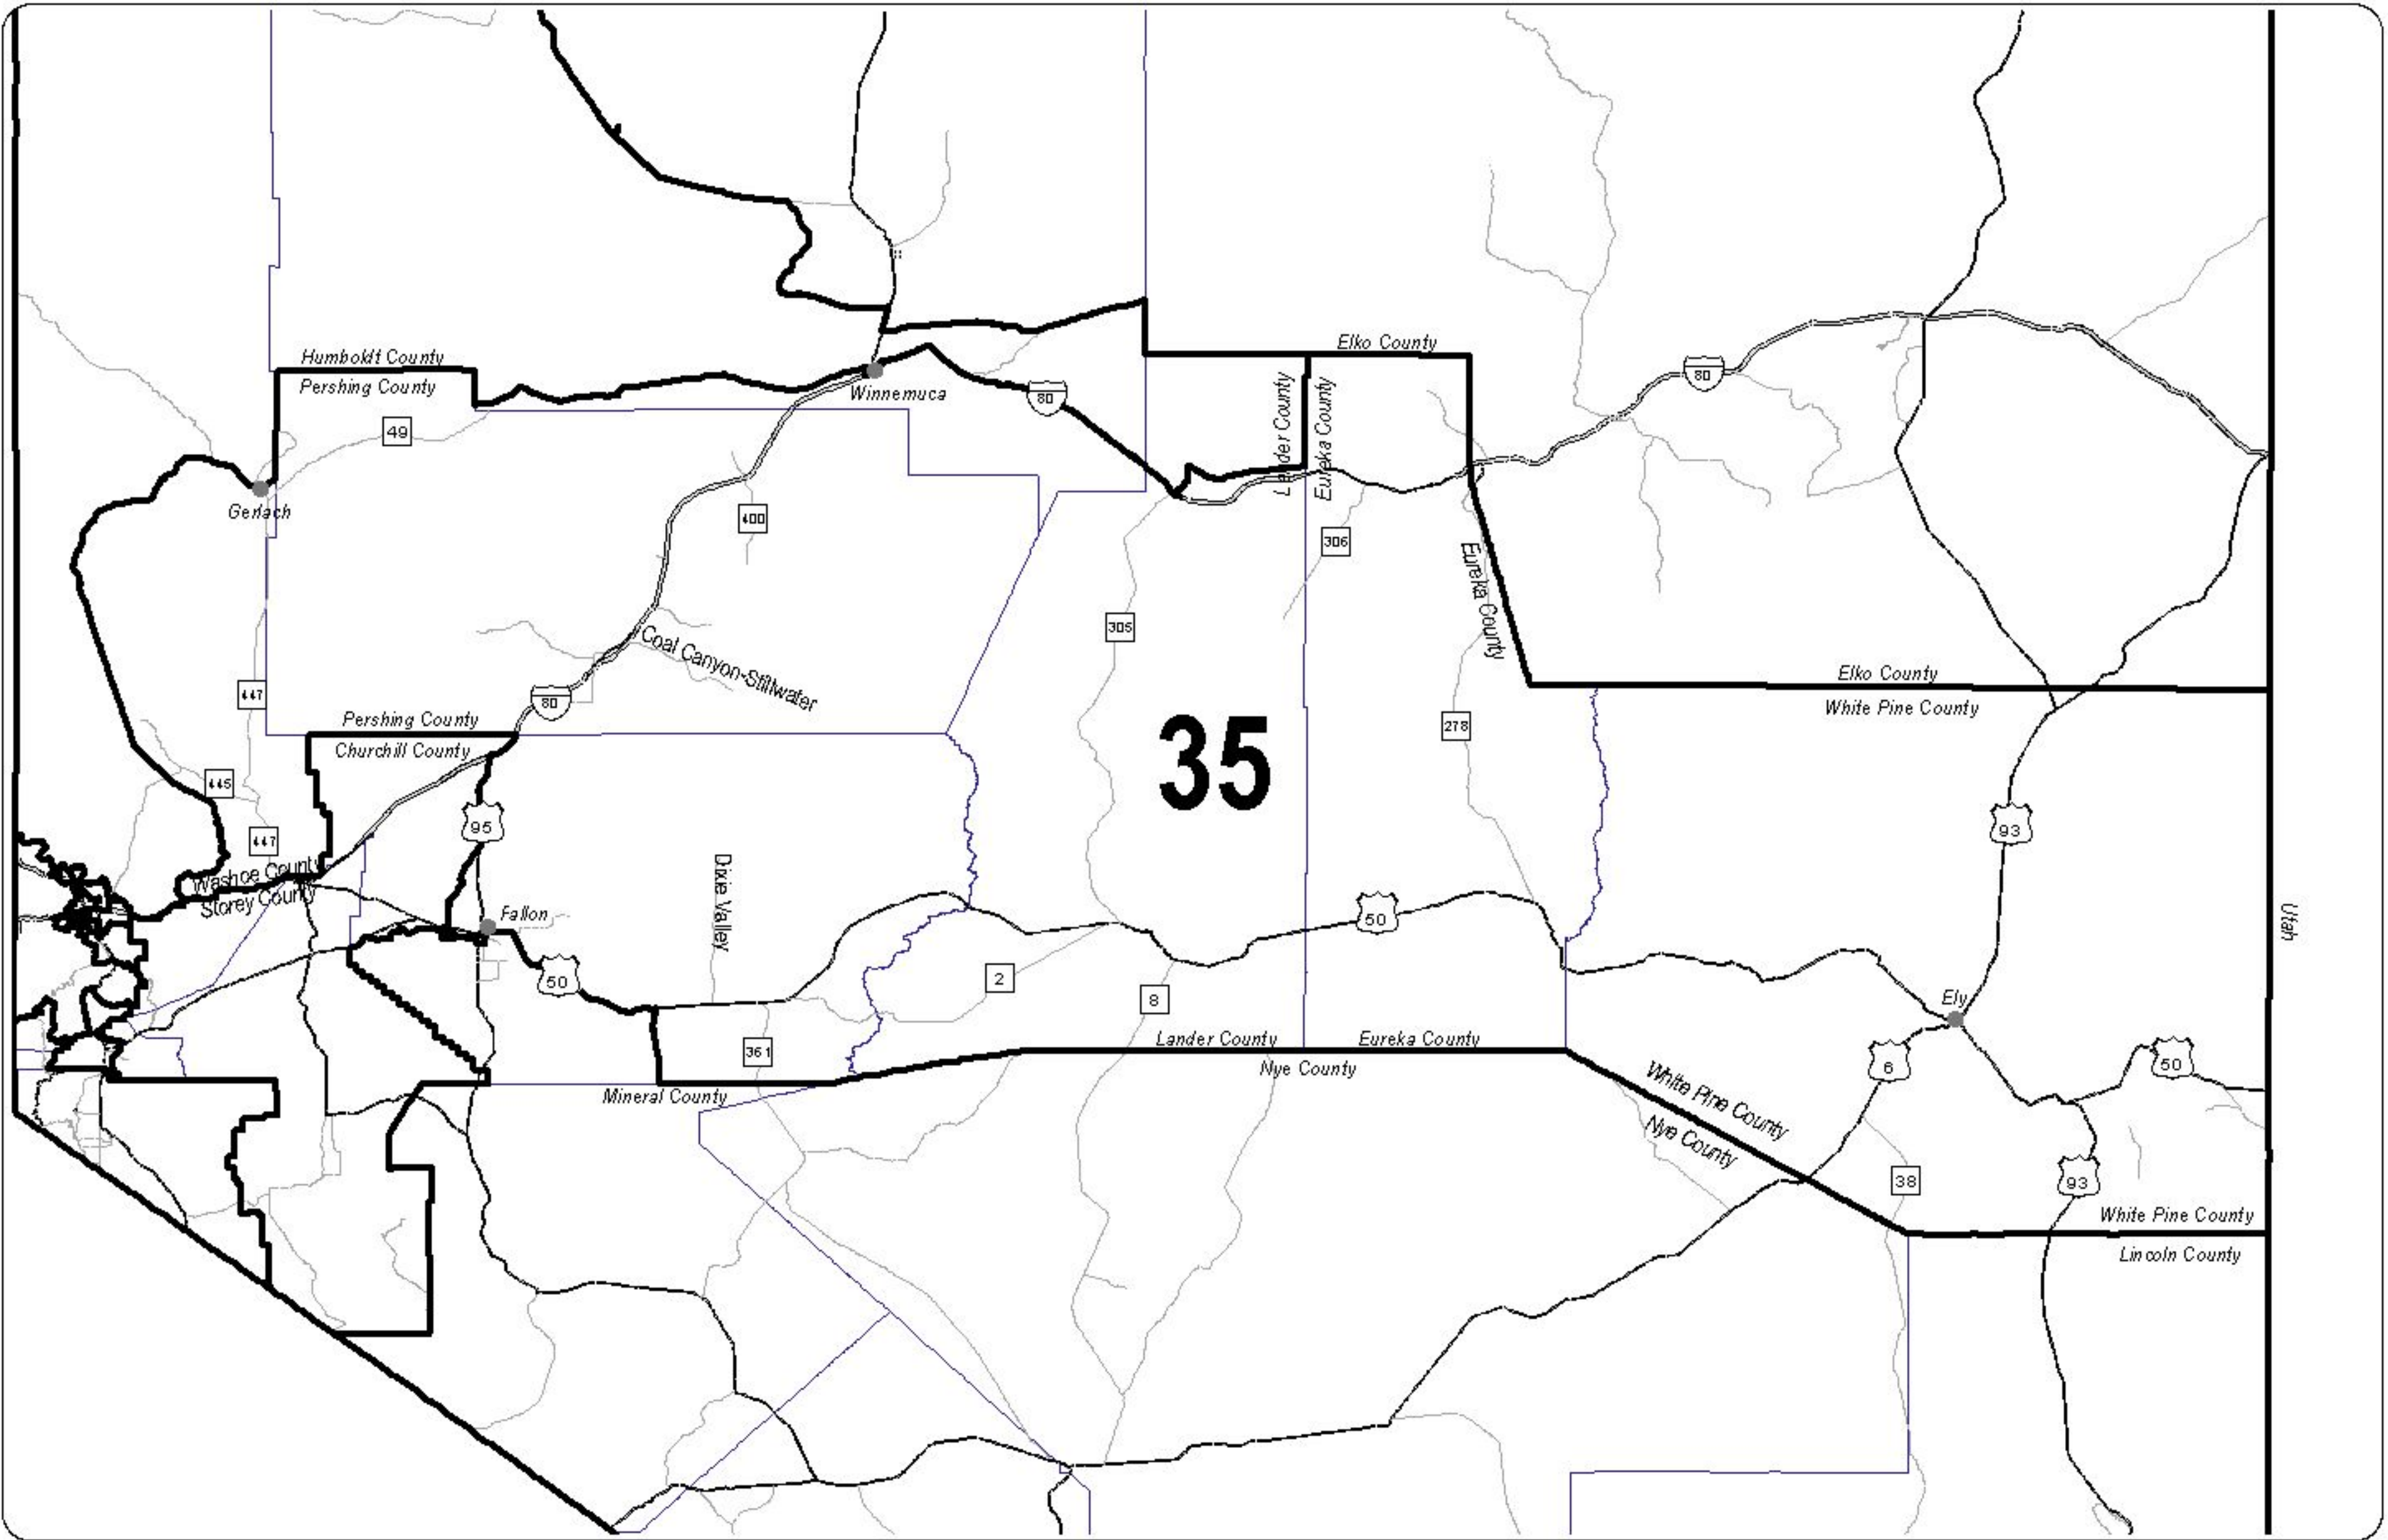 Elko County
Humboldt County
Pershing County
80
Winnemuca
80
Lander County
Eureka County
49
Gerlach
400
306
Eureka County
305
Coal Canyon-Stillwater
Elko County
White Pine County
447
80
278
35
Pershing County
Churchill County
445
95
93
447
Washoe County
Storey County
Dixie Valley
Fallon
50
Utah
50
2
8
Ely
361
Lander County
Eureka County
Nye County
6
50
Mineral County
White Pine County
Nye County
38
93
White Pine County
Lincoln County